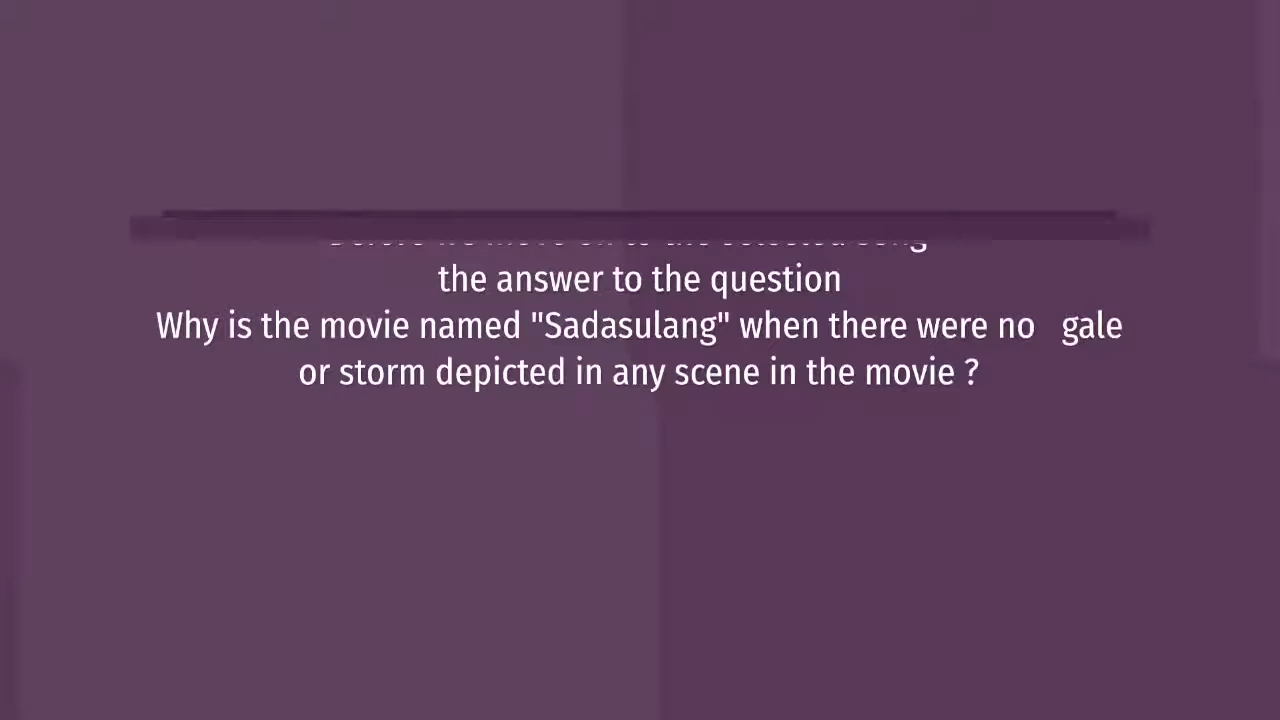 the answer to the question
Why is the movie named "Sadasulang" when there were no gale
or storm depicted in any scene in the movie ?